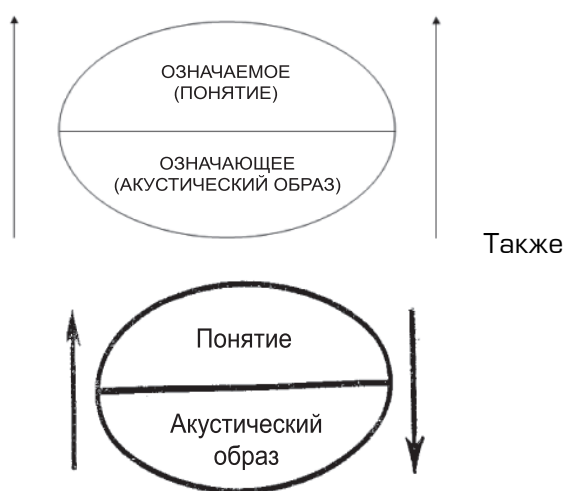 ОЗНАЧАЕМОЕ
(ПОНЯТИЕ)
ОЗНАЧАЮЩЕЕ
(АКУСТИЧЕСКИЙ ОБРАЗ)
Также
Понятие
Акустический
образ